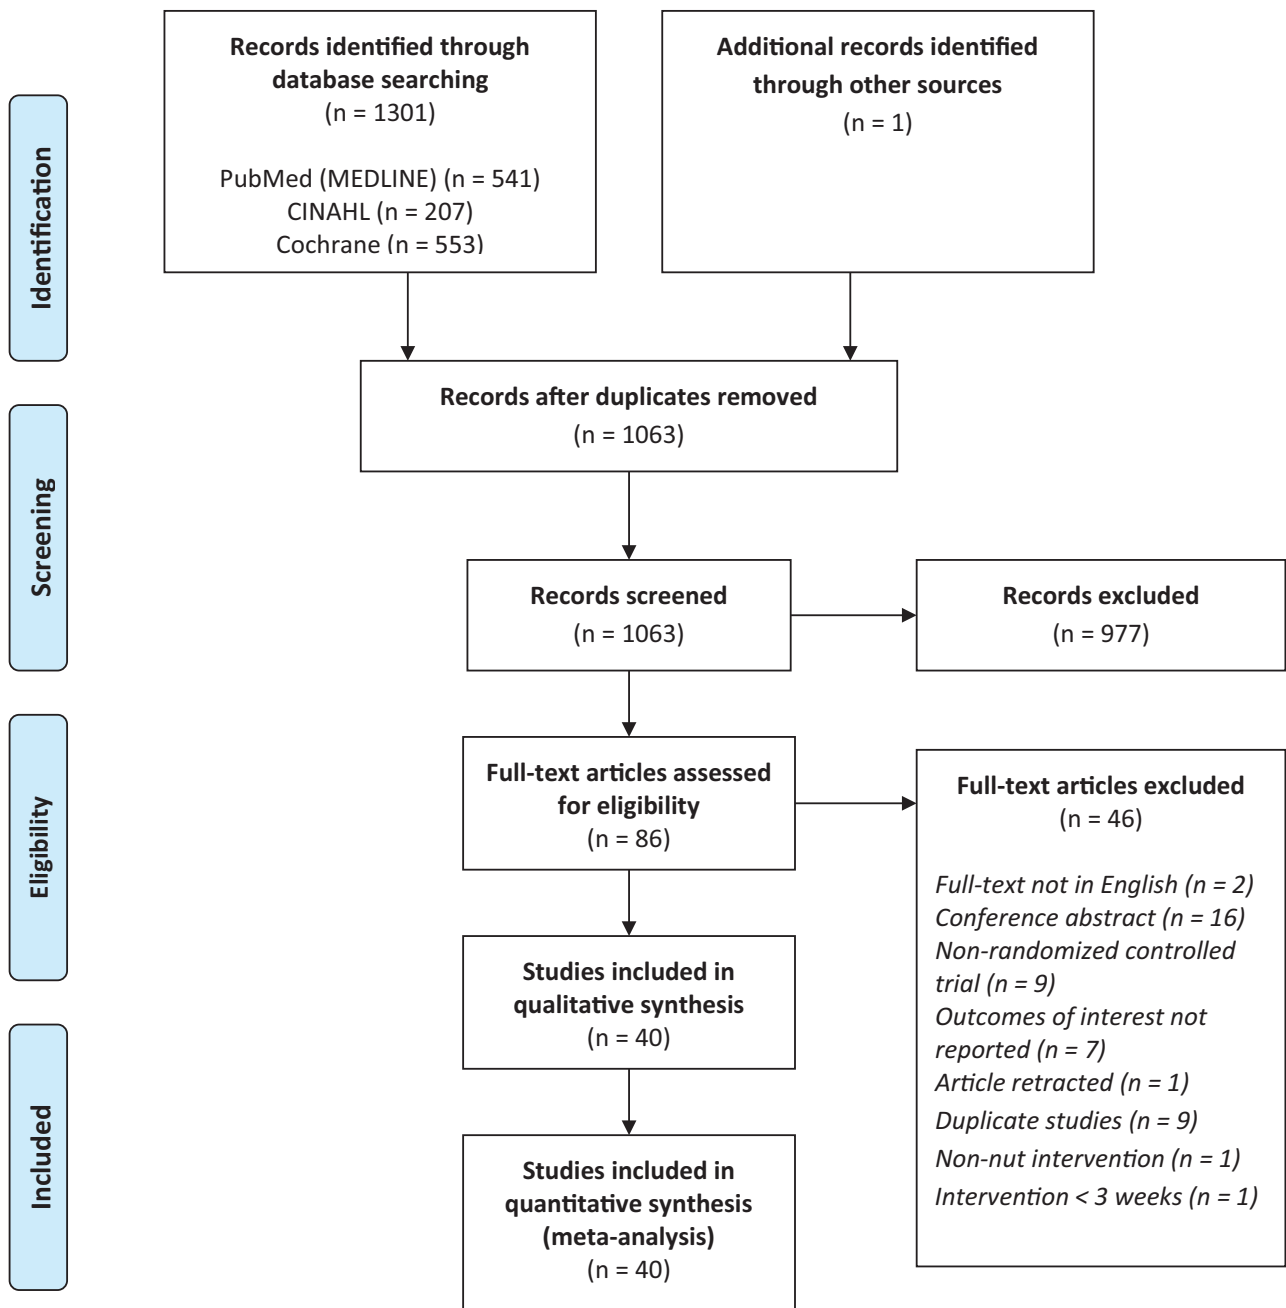 Identification
Records identified through
database searching
(n = 1301)
PubMed (MEDLINE) (n = 541)
CINAHL (n = 207)
Cochrane (n = 553)
Additional records identified
through other sources
(n = 1)
Records after duplicates removed
(n = 1063)
Screening
Records screened
(n = 1063)
Records excluded
(n = 977)
Eligibility
Full-text articles assessed
for eligibility
(n = 86)
Full-text articles excluded
(n = 46)
Full-text not in English (n = 2)
Conference abstract (n = 16)
Non-randomized controlled
trial (n = 9)
Outcomes of interest not
reported (n = 7)
Article retracted (n = 1)
Duplicate studies (n = 9)
Non-nut intervention (n = 1)
Intervention < 3 weeks (n = 1)
Studies included in
qualitative synthesis
(n = 40)
Included
Studies included in
quantitative synthesis
(meta-analysis)
(n = 40)